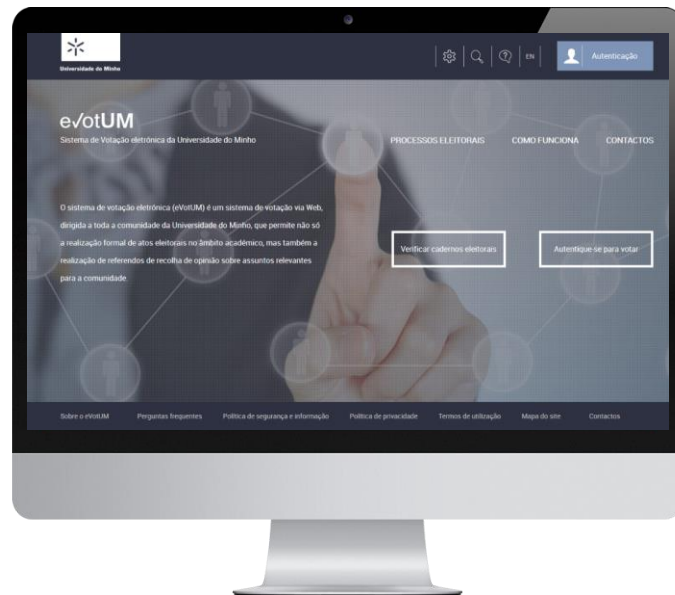 Universidade do Minho
EN
Autenticação
e√otUM
Sistema de Votação eletrónica da Universidade do Minho
PROCESSOS ELEITORAIS
COMO FUNCIONA
CONTACTOS
O sistema de votação eletrónica (eVotUM) é um sistema de votação via Web,
dirigida a toda a comunidade da Universidade do Minho, que permite não só
a realização formal de atos eleitorais no âmbito académico, mas também a
realização de referendos de recolha de opinião sobre assuntos relevantes
para a comunidade
Verificar cadernos eleitorais
Autentique-se para votar
Sobre o eVotUM
Perguntas frequentes
Política de segurança e informação
Política de privacidade
Termos de utilização
Mapa do site
Contactos